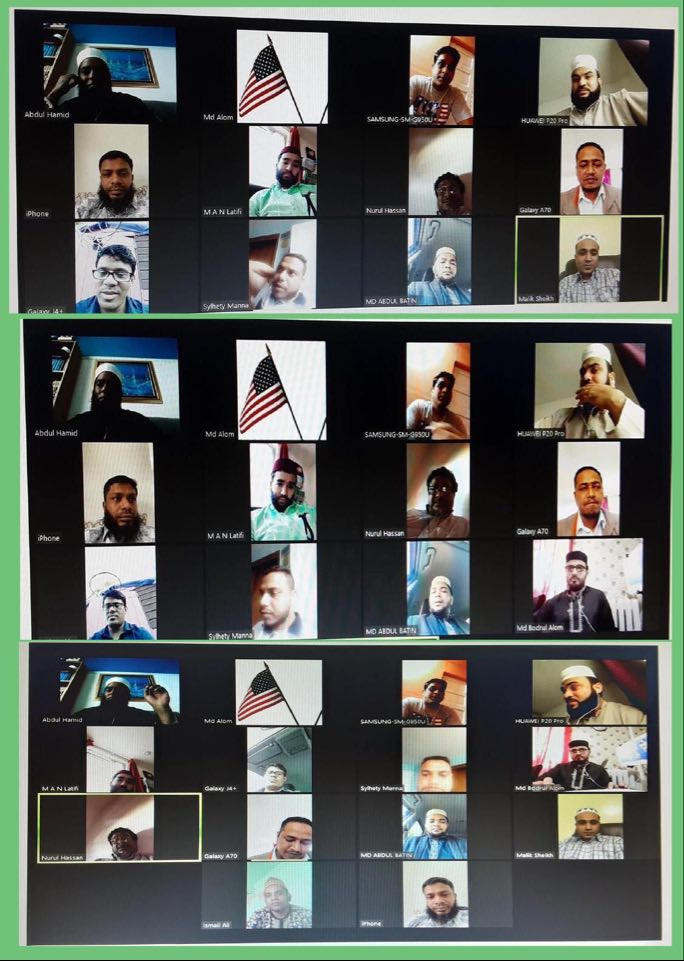 Abdul Hamid
Md Alom
SAMSUNG-SM-G950U
HUAWEI P20 Pro
iPhone
M A N Latifi
Nurul Hassan
Galaxy A70
Galaxy J4+
Sylhety Manna
MD ABDUL BATIN
Malik Sheikh
Abdul Hamid
Md Alom
SAMSUNG-SM-G950U
HUAWEI P20 Pro
iPhone
M A N Latifi
Nurul Hassan
Galaxy A70
Sylhety Manna
MD ABDUL BATIN
Md Bodrul Alom
Abdul Hamid
Md Alom
SAMSUNG-SM-G950U
HUAWEI P20 Pro
M A N Latifi
Galaxy J4+
Sylhety Manna
Md Bodrul Alom
Nurul Hassan
Galaxy A70
MD ABDUL BATIN
Malik Sheikh
Ismail Ali
iPhone